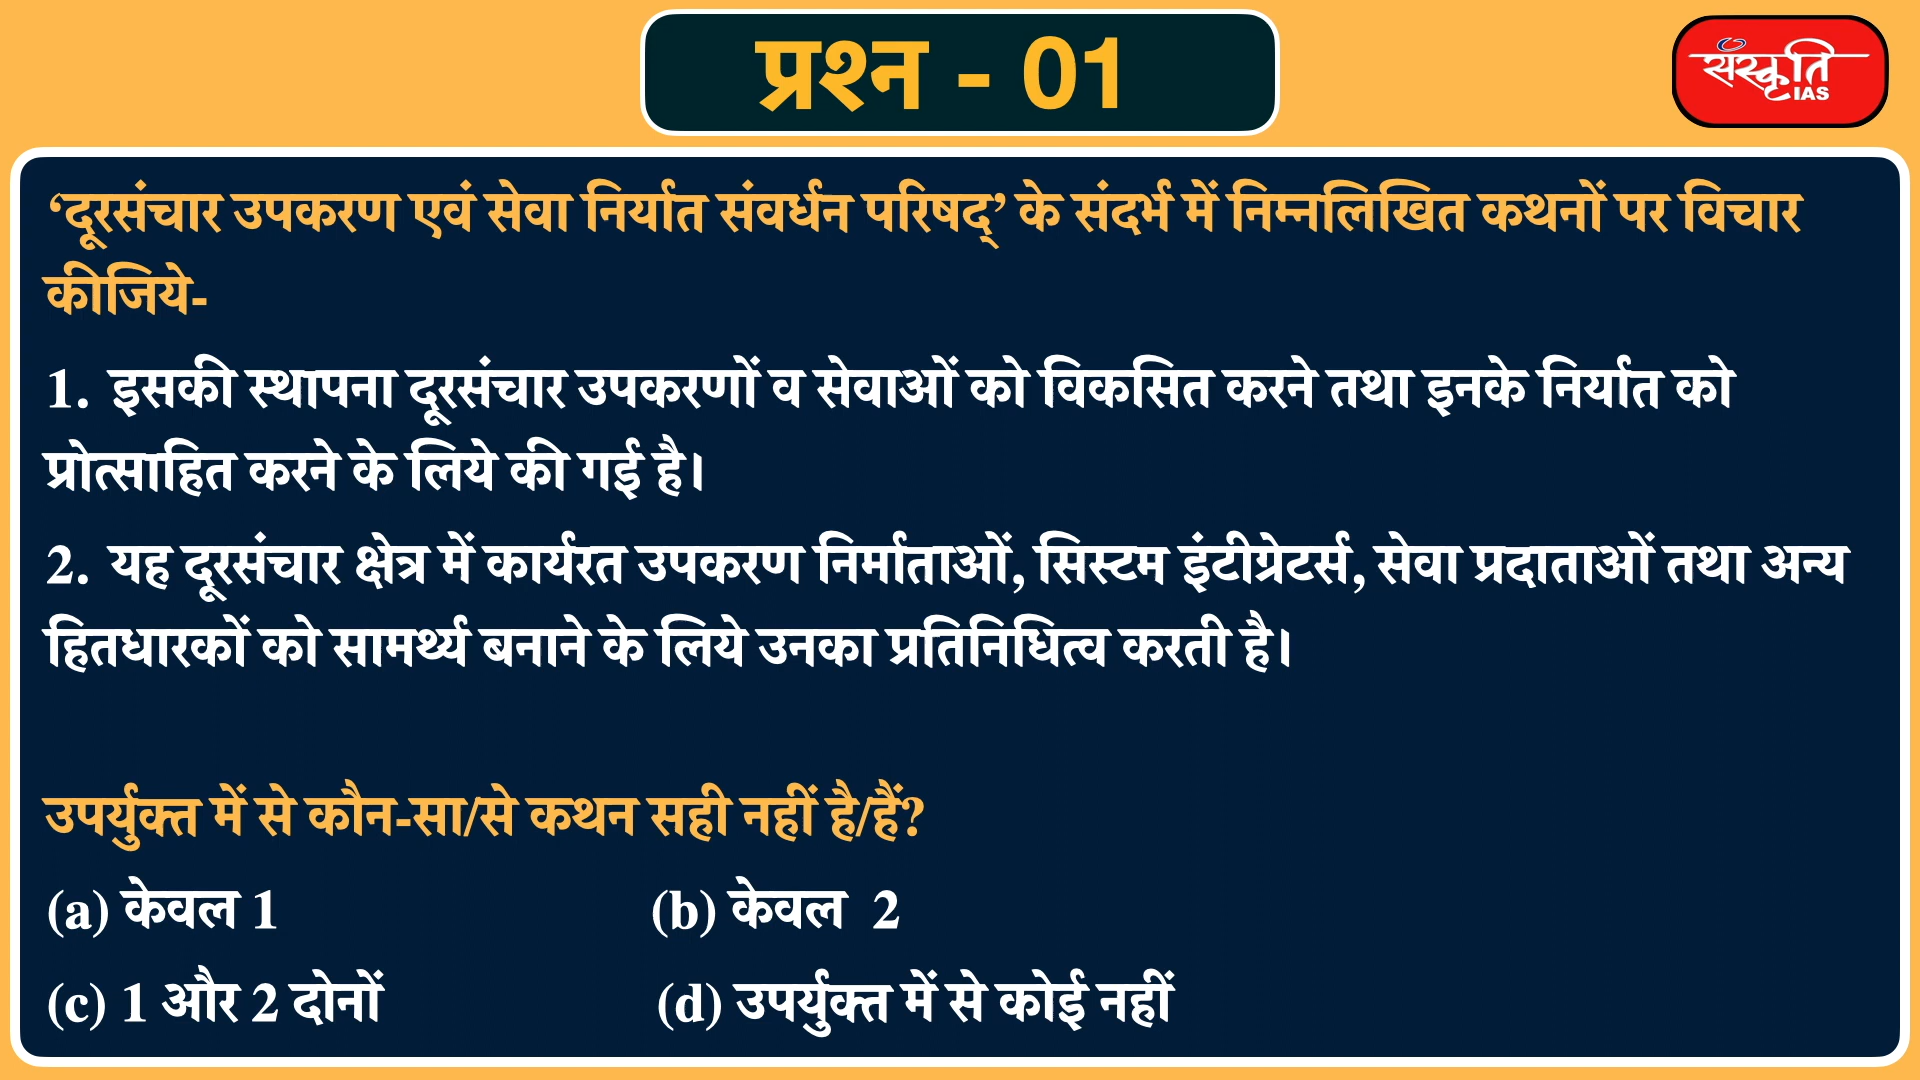 प्रश्न - 01
संस्कृति
IAS
‘दूरसंचार उपकरण एवं सेवा निर्यात संवर्धन परिषद्’ के संदर्भ में निम्नलिखित कथनों पर विचार
कीजिये-
1. इसकी स्थापना दूरसंचार उपकरणों व सेवाओं को विकसित करने तथा इनके निर्यात को
प्रोत्साहित करने के लिये की गई है।
2. यह दूरसंचार क्षेत्र में कार्यरत उपकरण निर्माताओं, सिस्टम इंटीग्रेटर्स, सेवा प्रदाताओं तथा अन्य
हितधारकों को सामर्थ्य बनाने के लिये उनका प्रतिनिधित्व करती है।
उपर्युक्त में से कौन-सा/से कथन सही नहीं है/हैं?
(a) केवल 1 (b) केवल 2
(c) 1 और 2 दोनों (d) उपर्युक्त में से कोई नहीं